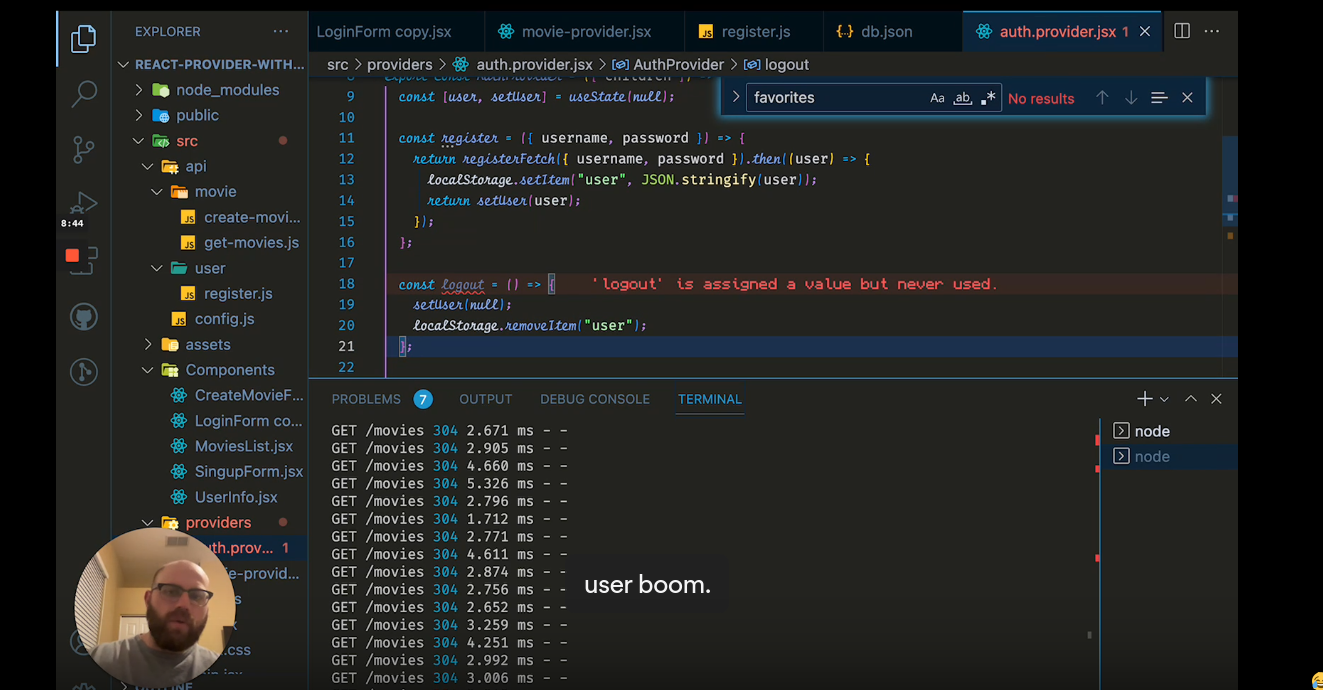 EXPLORER
LoginForm copy.jsx
movie-provider.jsx
register.js
db.json
auth.provider.jsx 1
src > providers > auth.provider.jsx > AuthProvider > logout
REACT-PROVIDER-WITH...
node_modules
public
src
api
movie
create-movi...
get-movies.js
user
register.js
config.js
assets
Components
CreateMovieF...
LoginForm co...
MoviesList.jsx
SingupForm.jsx
UserInfo.jsx
providers
uth.prov... 1
e-provid...
.css
OUTLINE
8:44
favorites
Aa ab .*
No results
9 const [user, setUser] = useState(null);
10
11 const register = ({ username, password }) => {
12 return registerFetch({ username, password }).then((user) => {
13 localStorage.setItem("user", JSON.stringify(user));
14 return setUser(user);
15 });
16 };
17
18 const logout = () => { 'logout' is assigned a value but never used.
19 setUser(null);
20 localStorage.removeItem("user");
21 };
22
PROBLEMS 7 OUTPUT DEBUG CONSOLE TERMINAL
GET /movies 304 2.671 ms - -
GET /movies 304 2.905 ms - -
GET /movies 304 4.660 ms - -
GET /movies 304 5.326 ms - -
GET /movies 304 2.796 ms - -
GET /movies 304 1.712 ms - -
GET /movies 304 2.771 ms - -
GET /movies 304 4.611 ms - -
GET /movies 304 2.874 ms - -
GET /movies 304 2.756 ms - -
GET /movies 304 2.652 ms - -
GET /movies 304 3.259 ms - -
GET /movies 304 4.251 ms - -
GET /movies 304 2.992 ms - -
GET /movies 304 3.006 ms - -
node
node
user boom.